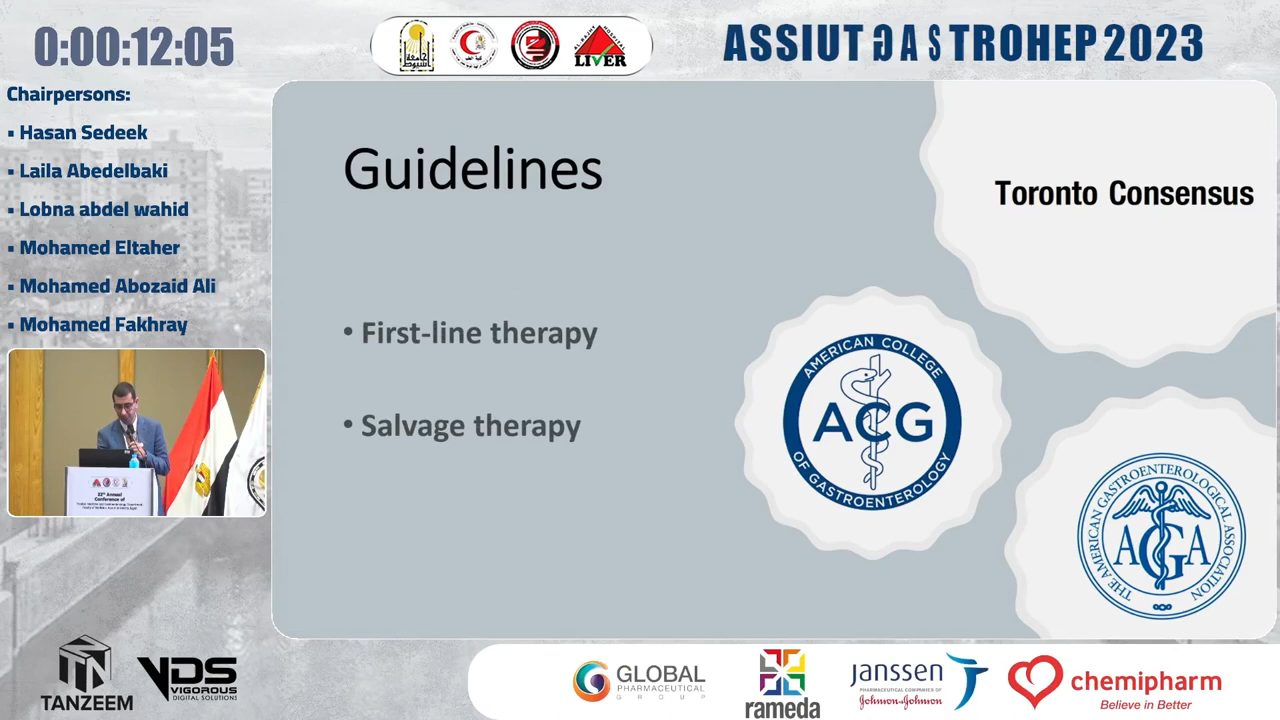 0:00:12:05
LIVER
ASSIUT GASTROHEP 2023
Chairpersons:
▪ Hasan Sedeek
▪ Laila Abedelbaki
▪ Lobna abdel wahid
▪ Mohamed Eltaher
▪ Mohamed Abozaid Ali
▪ Mohamed Fakhray
Guidelines
• First-line therapy
• Salvage therapy
Toronto Consensus
AMERICAN COLLEGE
ACG
OF GASTROENTEROLOGY
THE AMERICAN GASTROENTEROLOGICAL ASSOCIATION
AGA
Annual
Conference of
TANZEEM
VDS
VIGOROUS
DIGITAL SOLUTIONS
GLOBAL
PHARMACEUTICAL
GROUP
rameda
janssen
PHARMACEUTICAL COMPANIES OF
Johnson & Johnson
chemipharm
Believe in Better